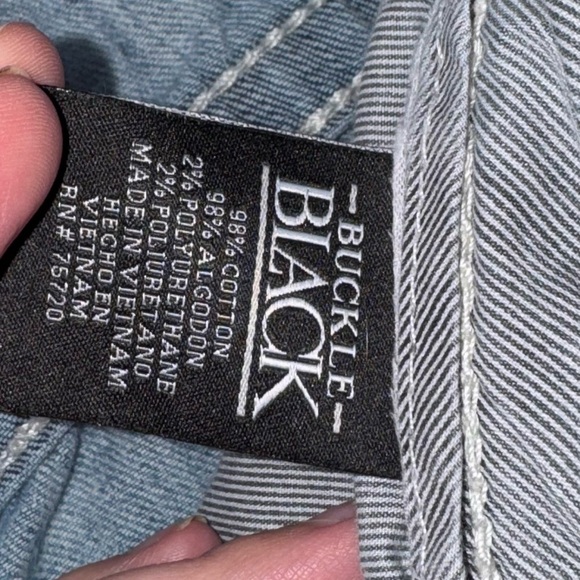 -BUCKLE-
BLACK
98% COTTON
98% ALGODON
2% POLYURETHANE
2% POLIURETANO
MADE IN VIETNAM
HECHO EN
VIETNAM
RN# 75720